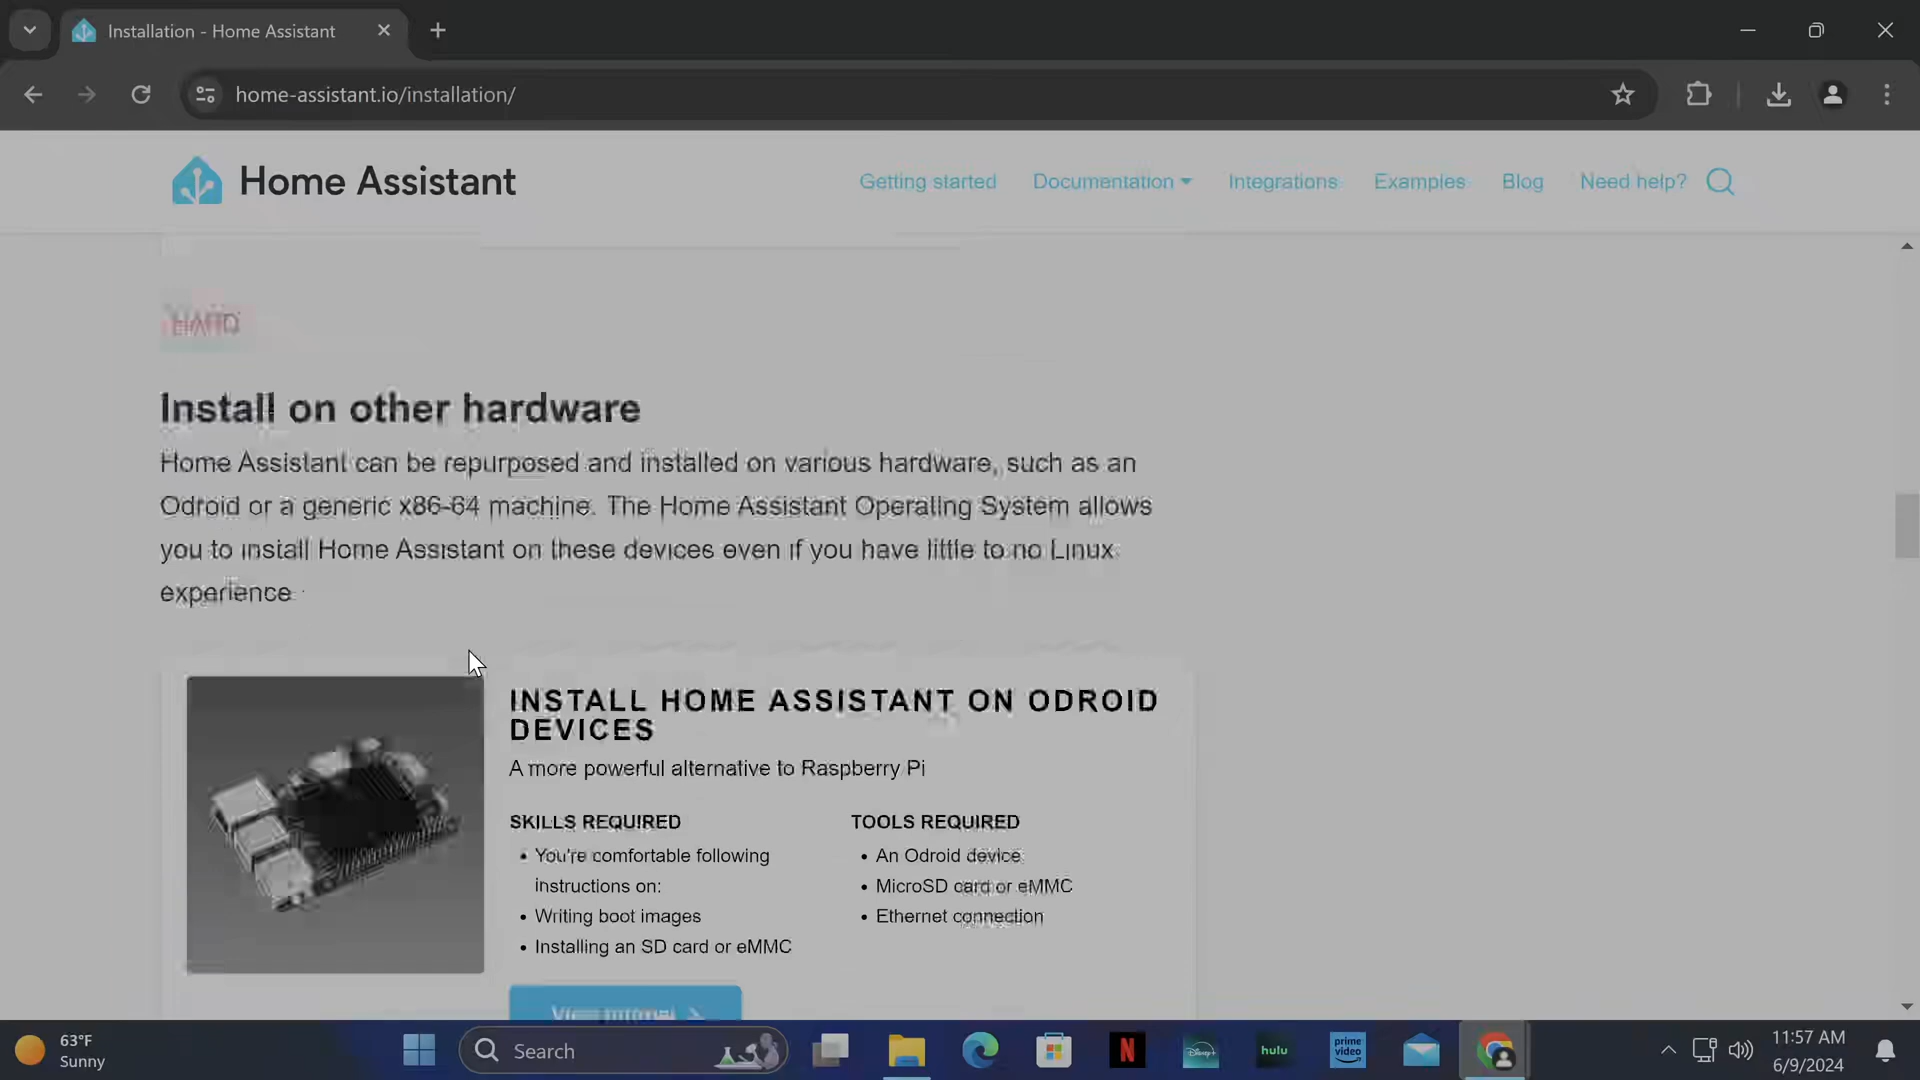 Installation - Home Assistant
home-assistant.io/installation/
Home Assistant
Getting started Documentation Integrations Examples Blog Need help?
Install on other hardware
Home Assistant can be repurposed and installed on various hardware, such as an
Odroid or a generic x86-64 machine. The Home Assistant Operating System allows
you to install Home Assistant on these devices even if you have little to no Linux
experience
INSTALL HOME ASSISTANT ON ODROID
DEVICES
A more powerful alternative to Raspberry Pi
SKILLS REQUIRED
• You're comfortable following
instructions on:
• Writing boot images
• Installing an SD card or eMMC
TOOLS REQUIRED
• An Odroid device
• MicroSD card or eMMC
• Ethernet connection
View tutorial
63°F
Sunny
Search
N
Disney+
hulu
prime
video
11:57 AM
6/9/2024